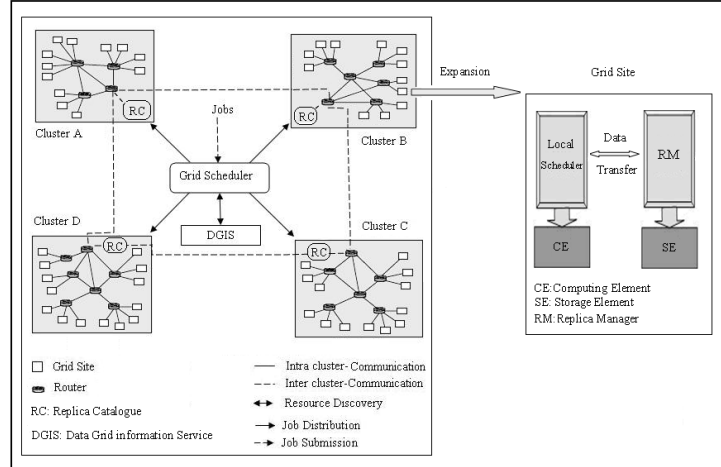 RC
Cluster A
RC
Cluster B
Jobs
Grid Scheduler
DGIS
Cluster D
RC
Cluster C
RC
Expansion
Grid Site
Local
Scheduler
Data
Transfer
RM
CE
SE
CE:Computing Element
SE: Storage Element
RM:Replica Manager
Grid Site
Router
RC: Replica Catalogue
DGIS: Data Grid information Service
Intra cluster-Communication
Inter cluster-Communication
Resource Discovery
Job Distribution
Job Submission